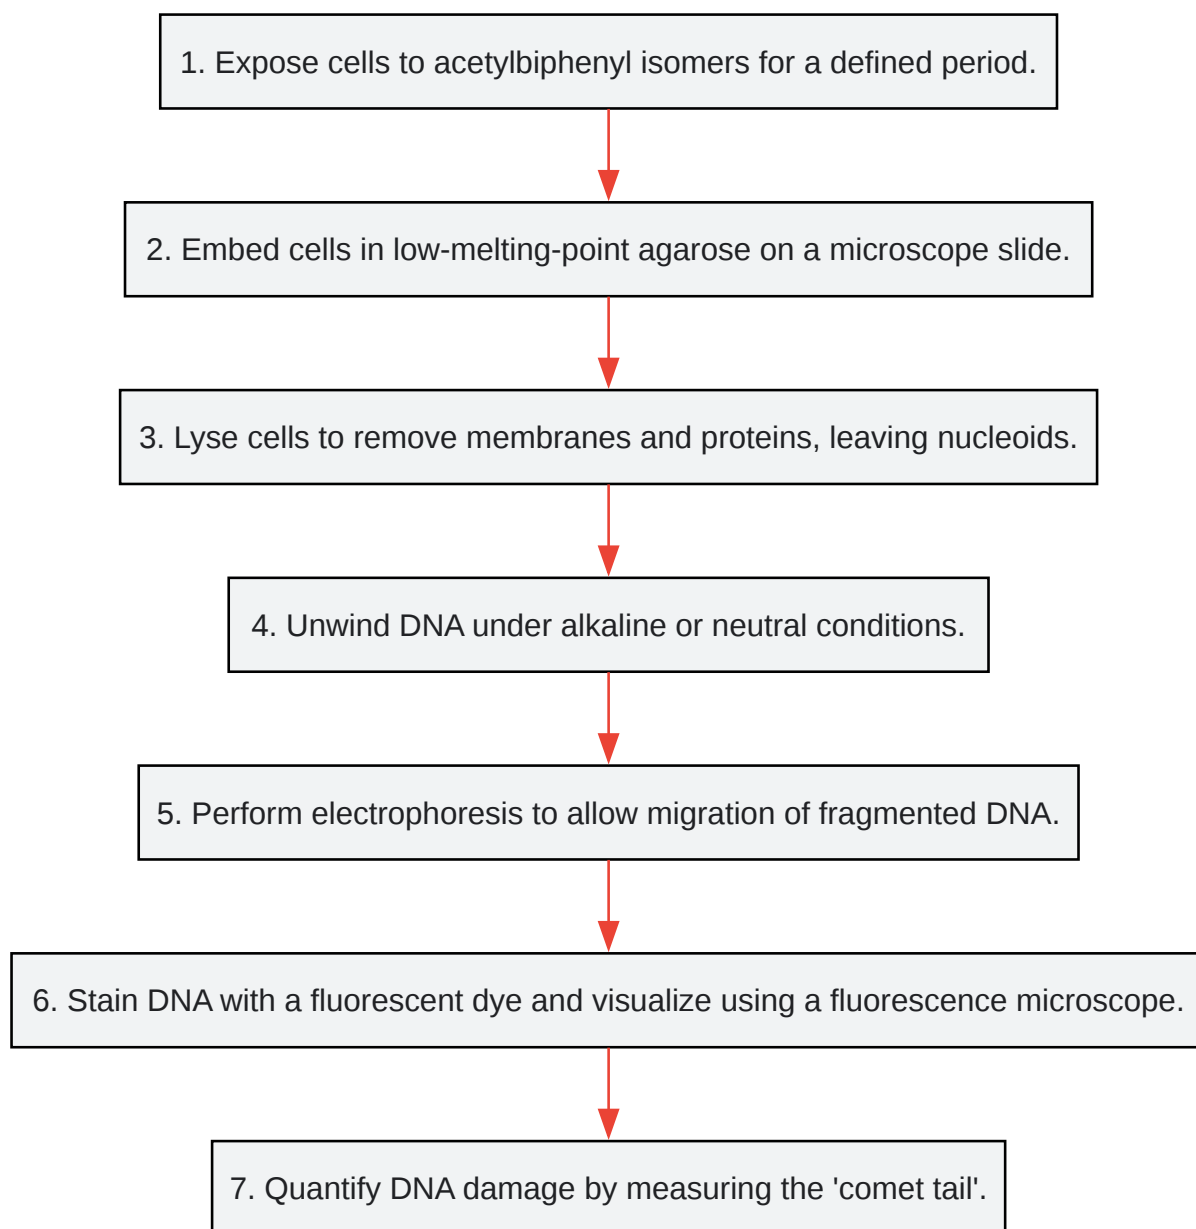 1. Expose cells to acetylbiphenyl isomers for a defined period.
2. Embed cells in low-melting-point agarose on a microscope slide.
3. Lyse cells to remove membranes and proteins, leaving nucleoids.
4. Unwind DNA under alkaline or neutral conditions.
5. Perform electrophoresis to allow migration of fragmented DNA.
6. Stain DNA with a fluorescent dye and visualize using a fluorescence microscope.
7. Quantify DNA damage by measuring the 'comet tail'.